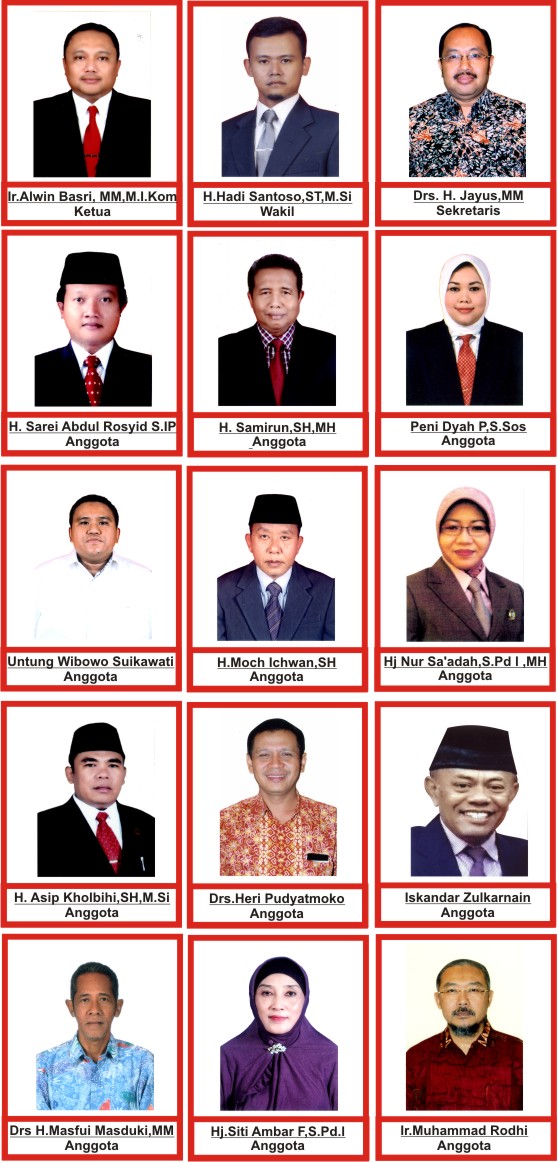 Ir.Alwin Basri, MM,M.I.Kom
Ketua
H.Hadi Santoso,ST,M.Si
Wakil
Drs. H. Jayus,MM
Sekretaris
H. Sarei Abdul Rosyid S.IP
Anggota
H. Samirun,SH,MH
Anggota
Peni Dyah P,S.Sos
Anggota
Untung Wibowo Suikawati
Anggota
H.Moch Ichwan,SH
Anggota
Hj Nur Sa'adah,S.Pd I ,MH
Anggota
H. Asip Kholbihi,SH,M.Si
Anggota
Drs.Heri Pudyatmoko
Anggota
Iskandar Zulkarnain
Anggota
Drs H.Masfui Masduki,MM
Anggota
Hj.Siti Ambar F,S.Pd.I
Anggota
Ir.Muhammad Rodhi
Anggota